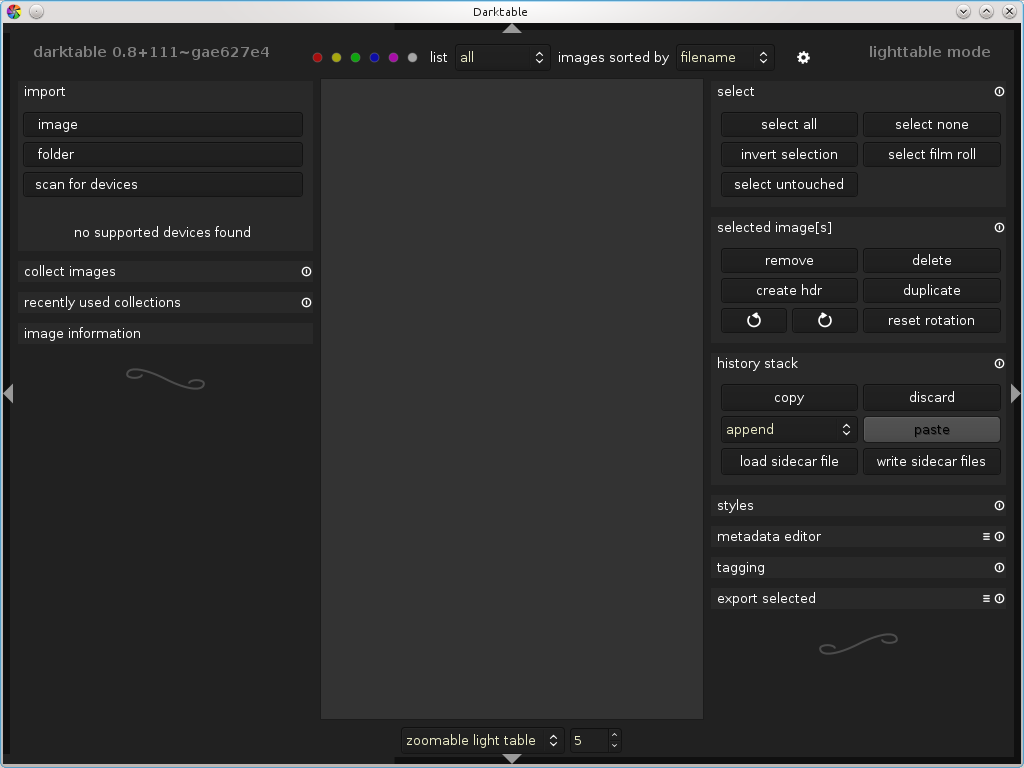 Darktable
darktable 0.8+111~gae627e4
list all images sorted by filename
lighttable mode
import
image
folder
scan for devices
no supported devices found
collect images
recently used collections
image information
select
select all select none
invert selection select film roll
select untouched
selected image[s]
remove delete
create hdr duplicate
reset rotation
history stack
copy discard
append paste
load sidecar file write sidecar files
styles
metadata editor
tagging
export selected
zoomable light table 5